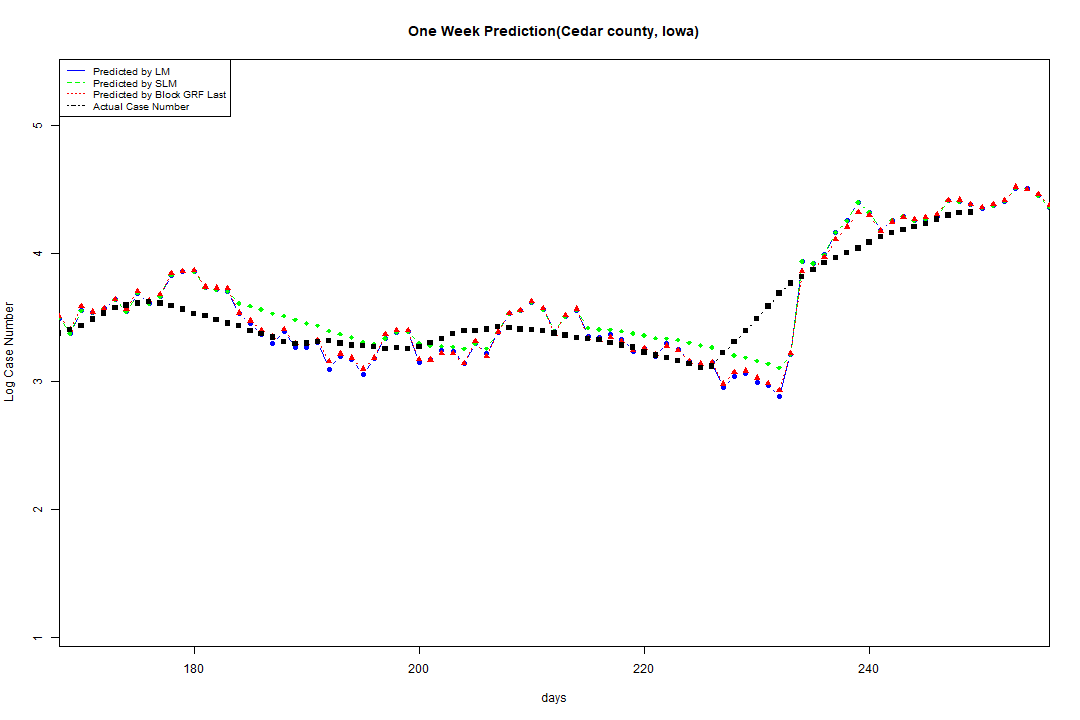 One Week Prediction(Cedar county, Iowa)
Predicted by LM
Predicted by SLM
Predicted by Block GRF Last
Actual Case Number
5
4
3
2
1
Log Case Number
180 200 220 240
days